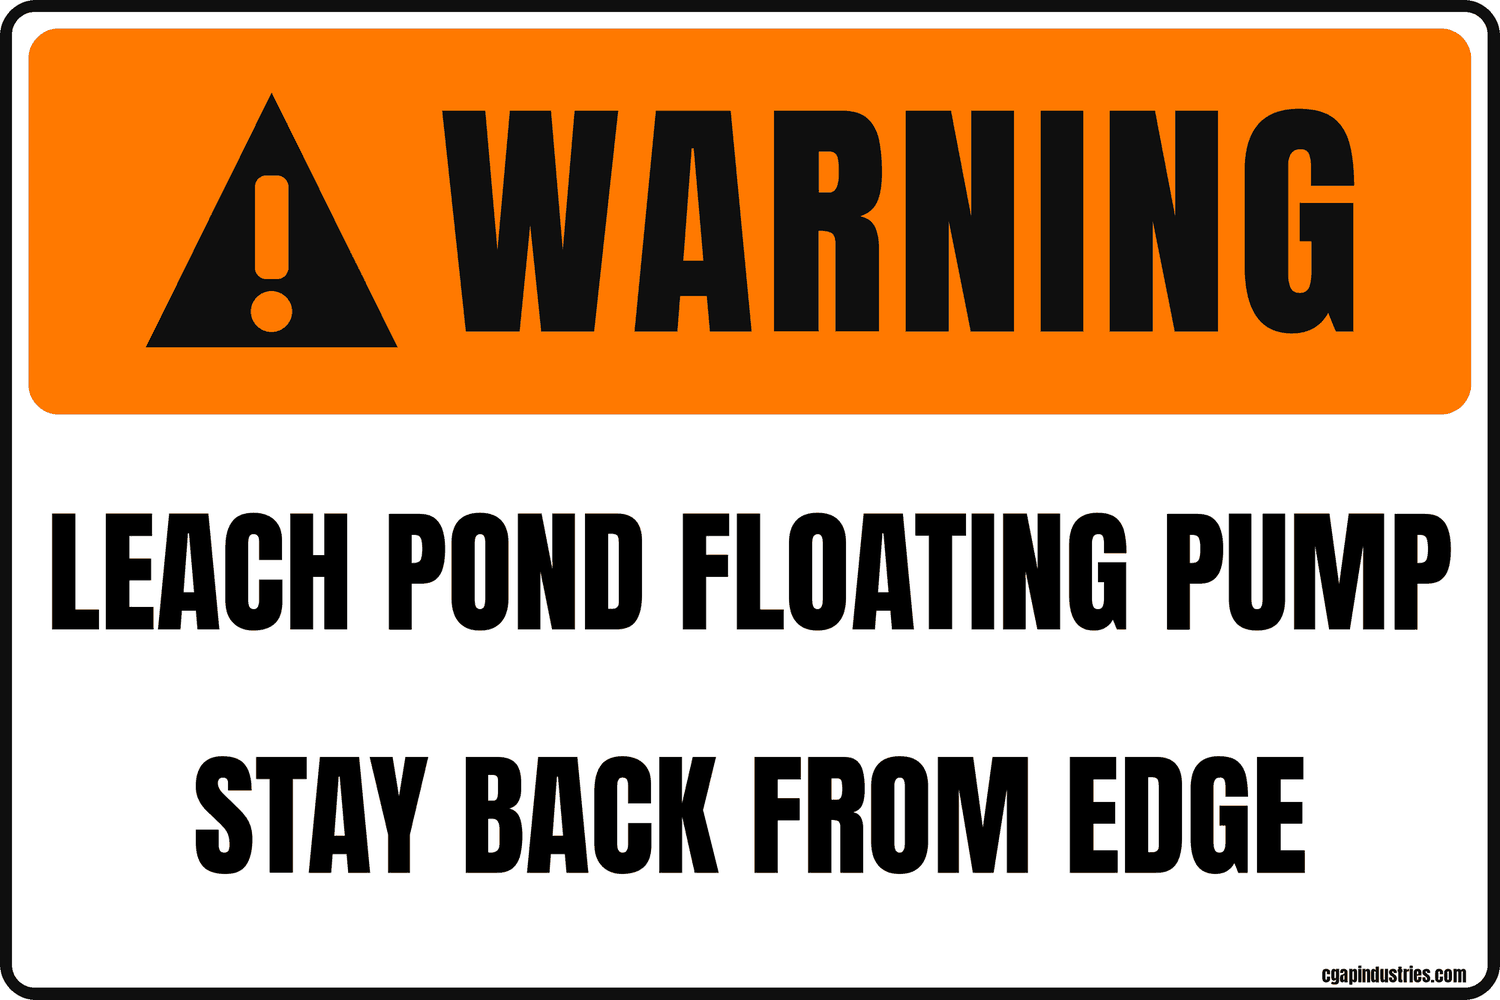 WARNING
LEACH POND FLOATING PUMP
STAY BACK FROM EDGE
cgapindustries.com